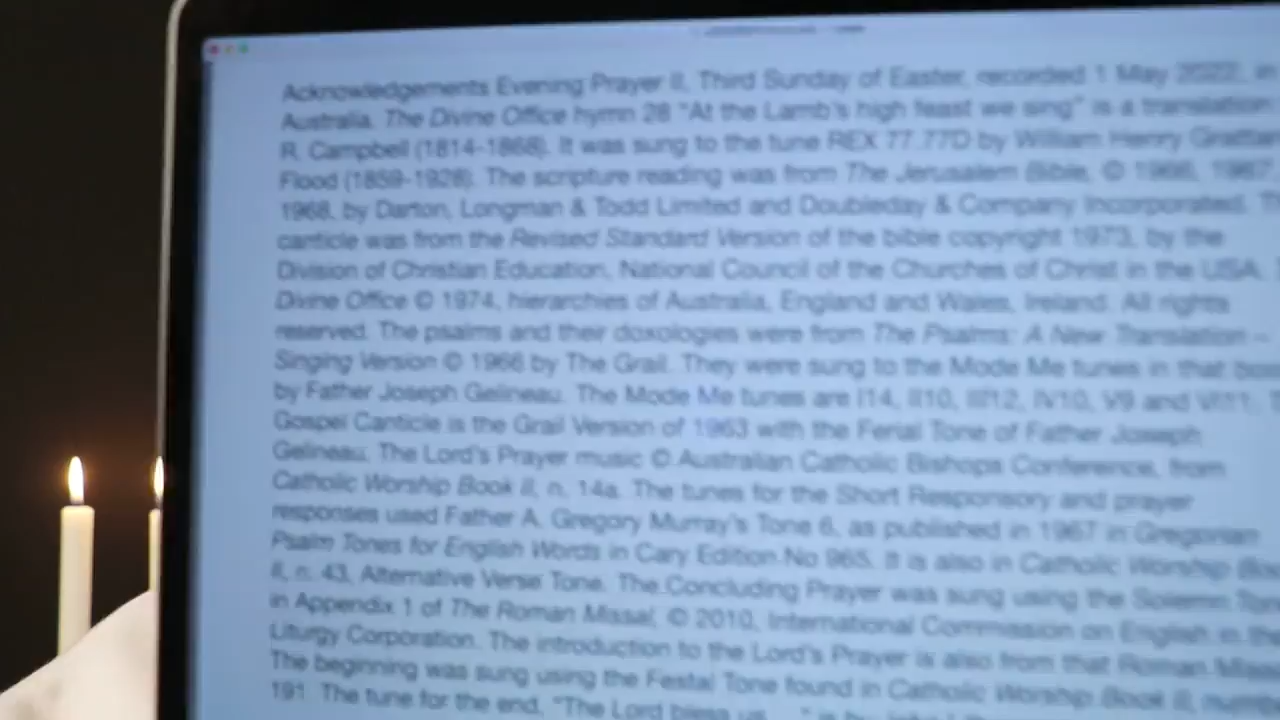 Acknowledgements Evening Prayer II, Third Sunday of Easter, recorded 1 May 2022, in
Australia. The Divine Office hymn 28 "At the Lamb's high feast we sing" is a translation
R. Campbell (1814-1868). It was sung to the tune REX 77.77D by William Henry Grattan
Flood (1859-1928). The scripture reading was from The Jerusalem Bible, © 1966, 1967,
1968, by Darton, Longman & Todd Limited and Doubleday & Company Incorporated.
canticle was from the Revised Standard Version of the bible copyright 1973, by the
Division of Christian Education, National Council of the Churches of Christ in the USA.
Divine Office © 1974, hierarchies of Australia, England and Wales, Ireland. All rights
reserved. The psalms and their doxologies were from The Psalms: A New Translation –
Singing Version © 1966 by The Grail. They were sung to the Mode Me tunes in that
by Father Joseph Gelineau. The Mode Me tunes are I14, II10, III12, IV10, V9 and VI11.
Gospel Canticle is the Grail Version of 1963 with the Ferial Tone of Father Joseph
Gelineau. The Lord's Prayer music © Australian Catholic Bishops Conference, from
Catholic Worship Book II, n. 14a. The tunes for the Short Responsory and prayer
responses used Father A. Gregory Murray's Tone 6, as published in 1967 in Gregorian
Psalm Tones for English Words in Cary Edition No 965. It is also in Catholic Worship
II, n. 43, Alternative Verse Tone. The Concluding Prayer was sung using the Solemn
in Appendix 1 of The Roman Missal, © 2010, International Commission on English in the
Liturgy Corporation. The introduction to the Lord's Prayer is also from that Roman
The beginning was sung using the Festal Tone found in Catholic Worship Book II,
191. The tune for the end, "The Lord bless us